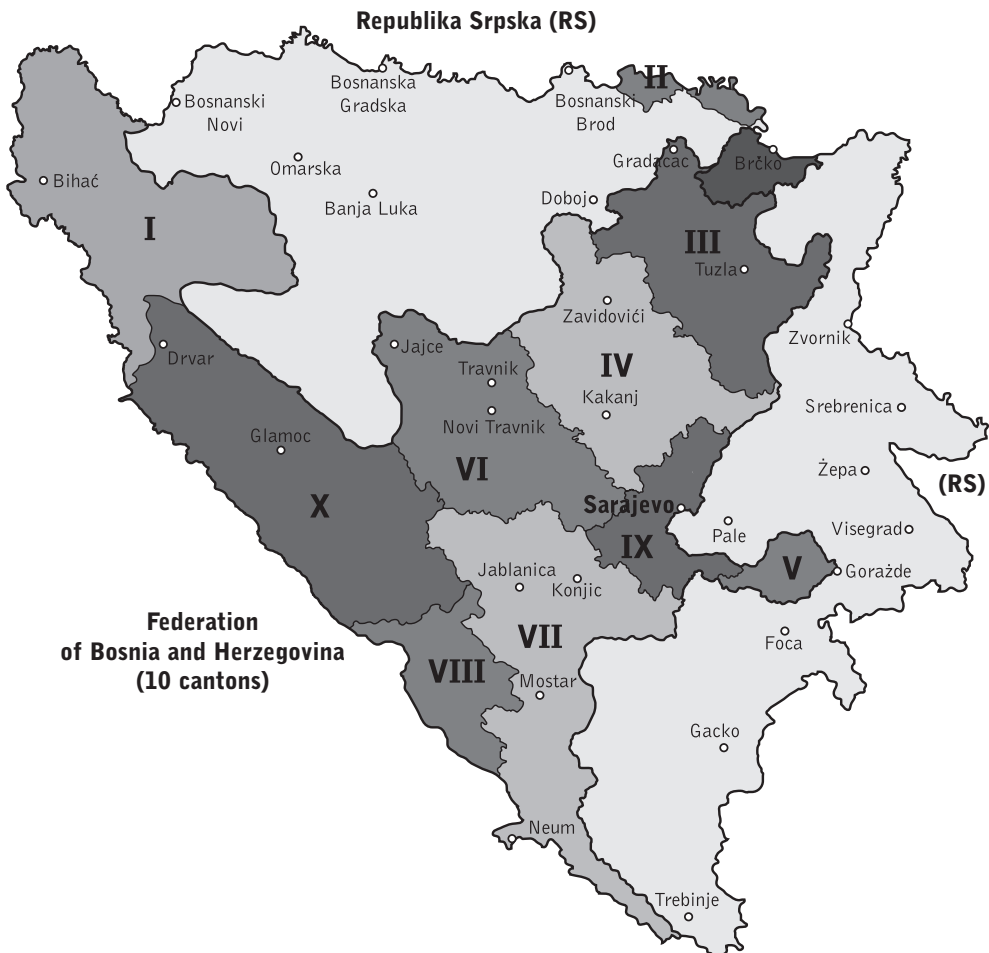 Republika Srpska (RS)
II
Bosnanska
Gradska
Bosnanski
Novi
Bosnanski
Brod
Omarska
Gradacac
Brčko
Bihać
Banja Luka
Doboj
I
III
Tuzla
Zavidovići
Zvornik
Drvar
Jajce
Travnik
IV
Kakanj
Srebrenica
Glamoc
Novi Travnik
VI
Żepa
(RS)
X
Sarajevo
Pale
Visegrad
IX
V
Gorażde
Jablanica
Konjic
Federation
of Bosnia and Herzegovina
(10 cantons)
VII
Foca
VIII
Mostar
Gacko
Neum
Trebinje